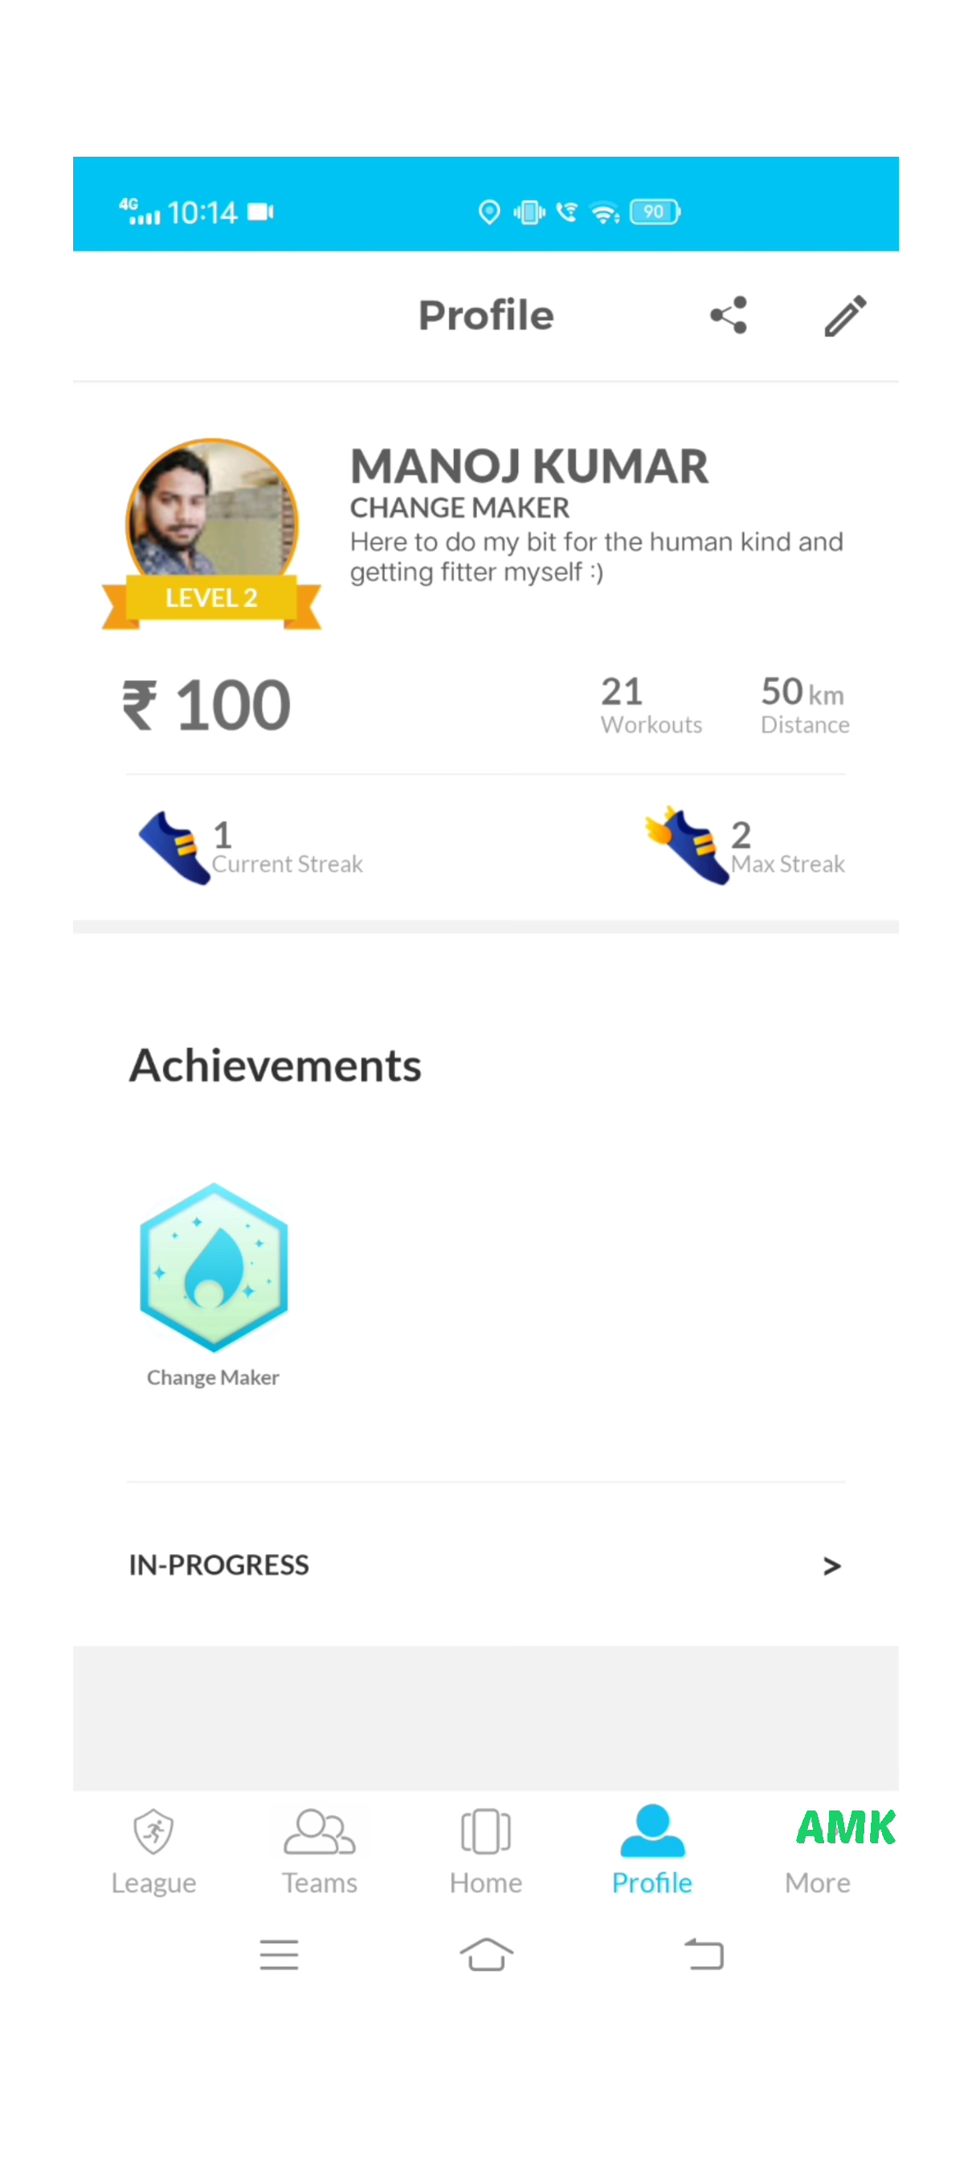 4G 10:14 90
Profile
MANOJ KUMAR
CHANGE MAKER
Here to do my bit for the human kind and
getting fitter myself :)
LEVEL 2
₹ 100
21
Workouts
50 km
Distance
1
Current Streak
2
Max Streak
Achievements
Change Maker
IN-PROGRESS >
AMK
League Teams Home Profile More